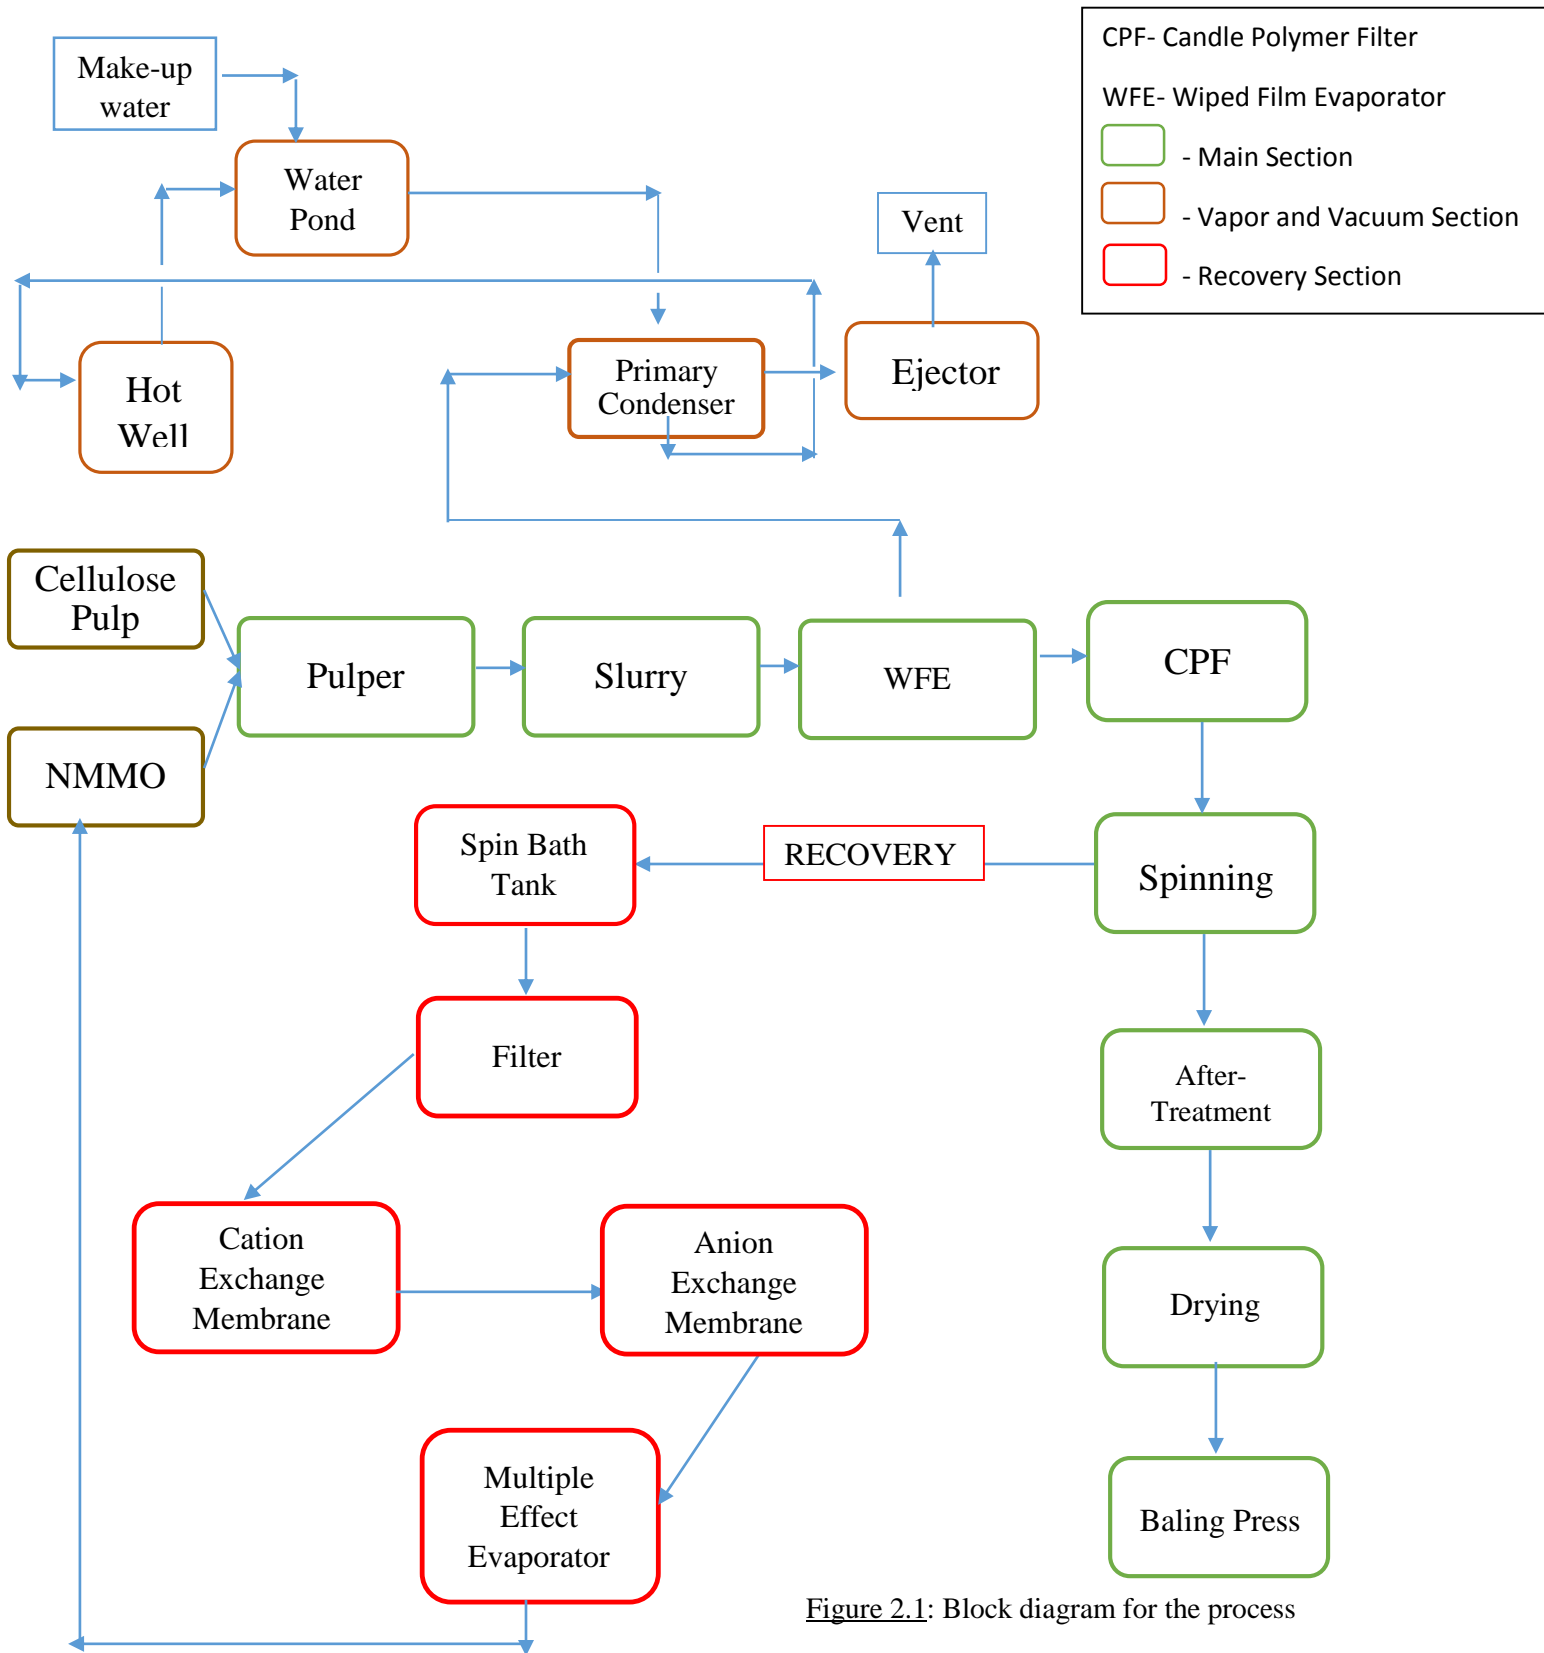 CPF- Candle Polymer Filter
WFE- Wiped Film Evaporator
- Main Section
- Vapor and Vacuum Section
- Recovery Section
Make-up
water
Water
Pond
Vent
Hot
Well
Primary
Condenser
Ejector
Cellulose
Pulp
NMMO
Pulper
Slurry
WFE
CPF
Spin Bath
Tank
RECOVERY
Spinning
Filter
After-
Treatment
Cation
Exchange
Membrane
Anion
Exchange
Membrane
Drying
Multiple
Effect
Evaporator
Baling Press
Figure 2.1: Block diagram for the process